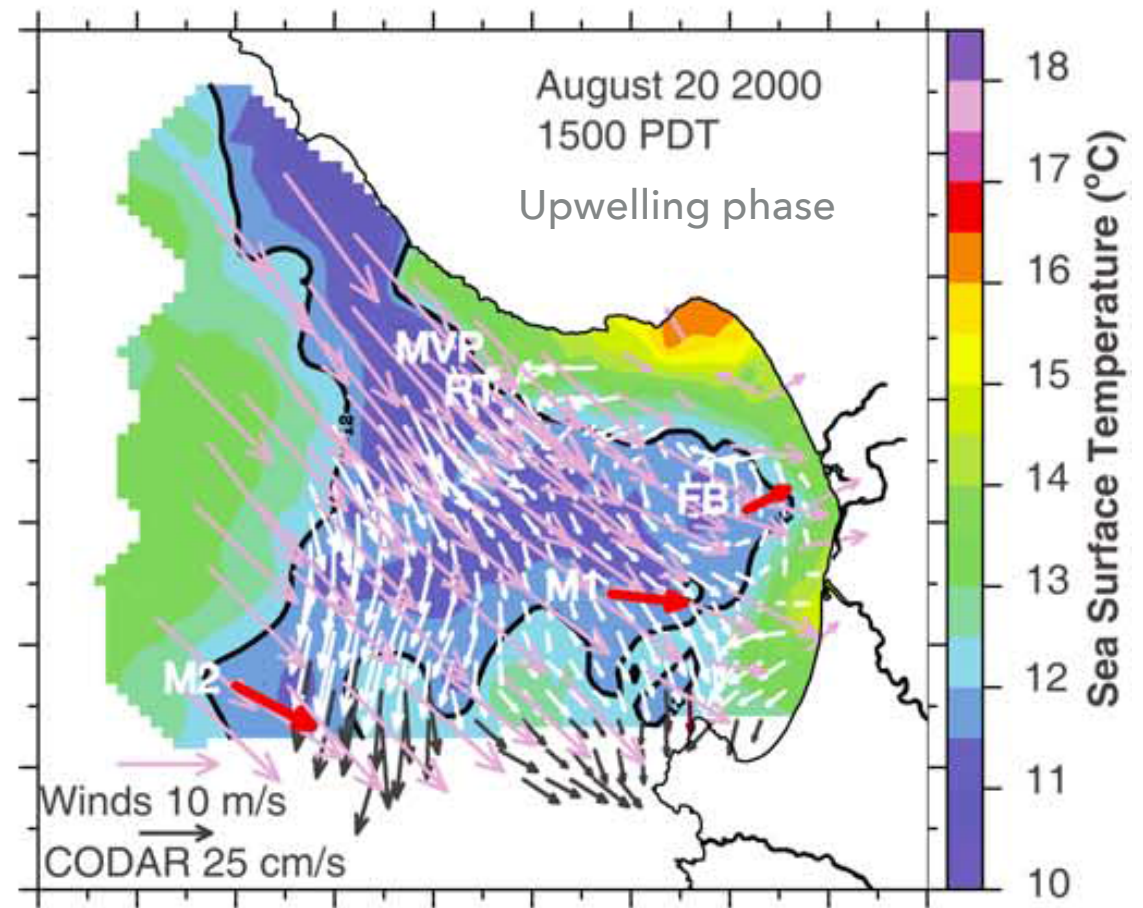 August 20 2000
1500 PDT
Upwelling phase
MVP
RT
12
FB
M1
M2
Winds 10 m/s
CODAR 25 cm/s
18
17
16
15
14
13
12
11
10
Sea Surface Temperature (°C)